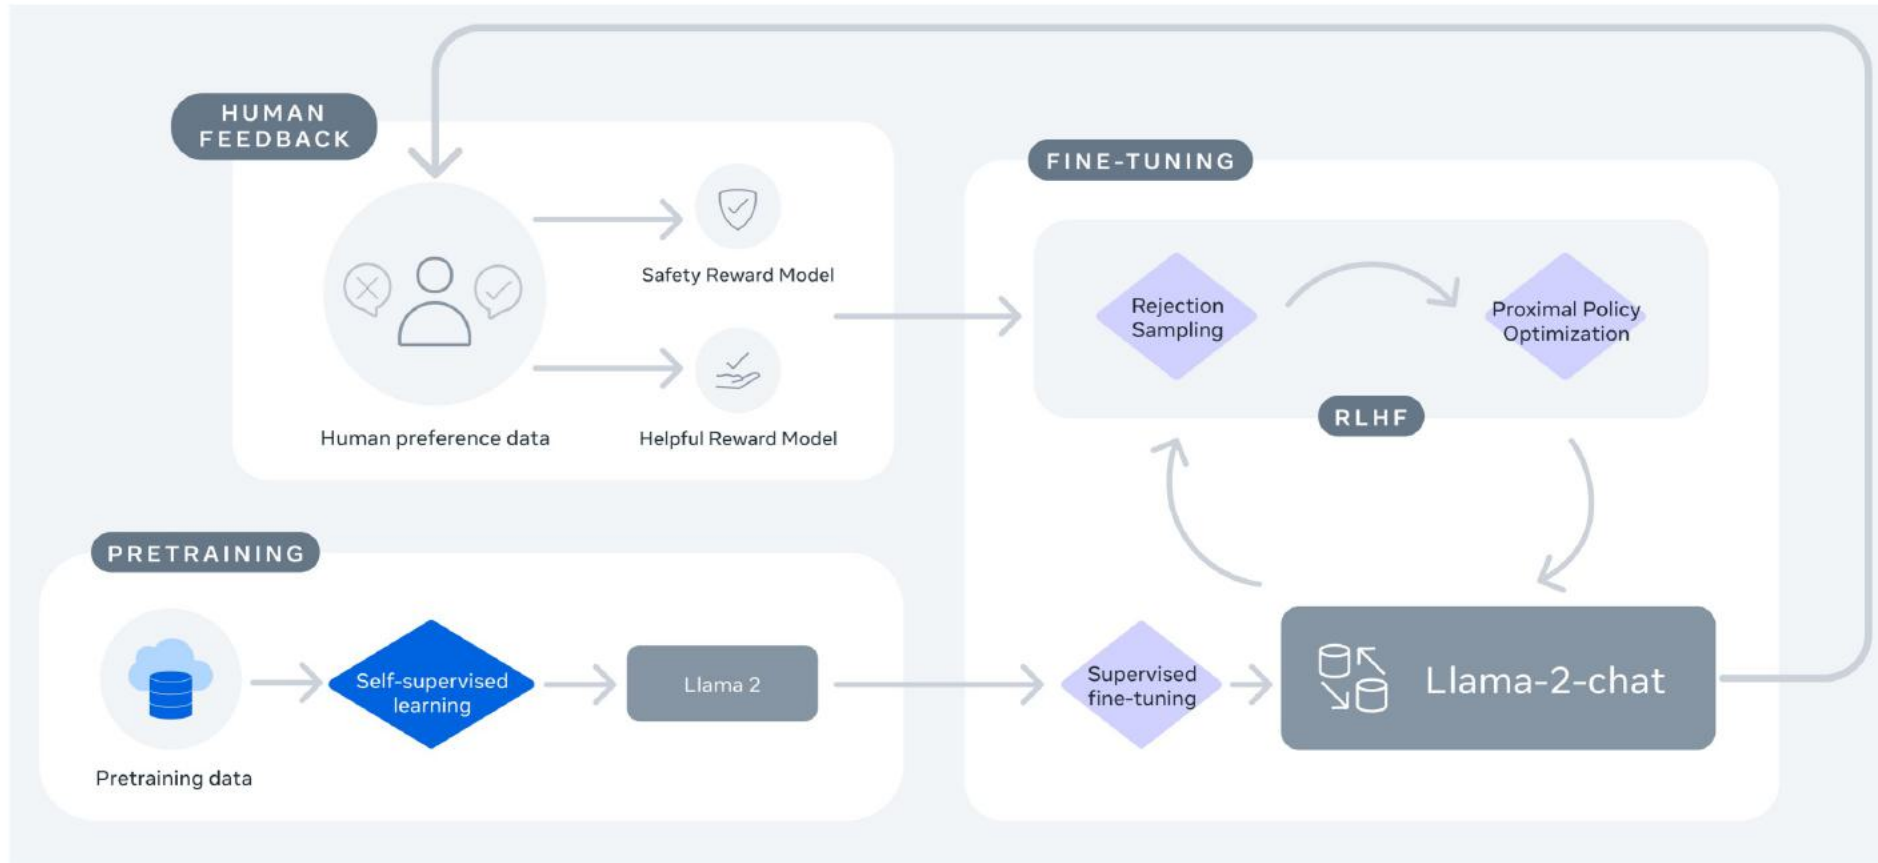 HUMAN
FEEDBACK
Safety Reward Model
Human preference data
Helpful Reward Model
FINE-TUNING
Rejection
Sampling
Proximal Policy
Optimization
RLHF
PRETRAINING
Self-supervised
learning
Llama 2
Pretraining data
Supervised
fine-tuning
Llama-2-chat